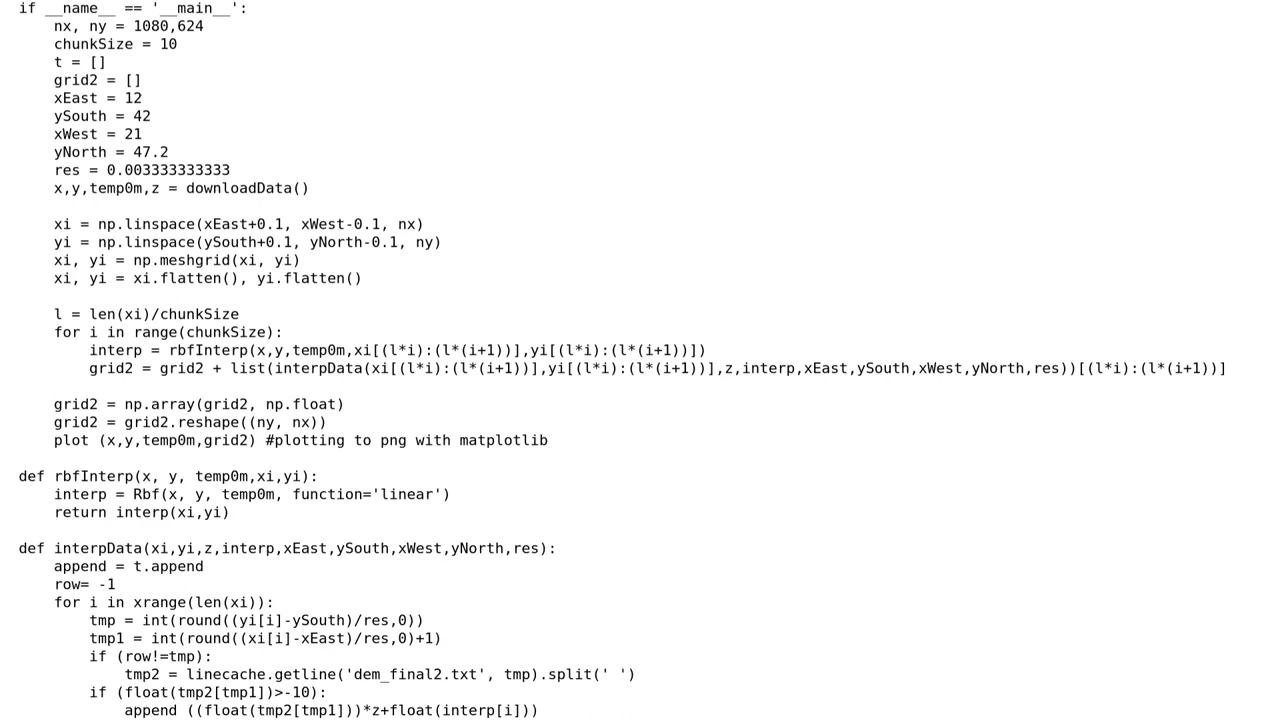 if __name__ == '__main__':
    nx, ny = 1080,624
    chunkSize = 10
    t = []
    grid2 = []
    xEast = 12
    ySouth = 42
    xWest = 21
    yNorth = 47.2
    res = 0.003333333333
    x,y,temp0m,z = downloadData()

    xi = np.linspace(xEast+0.1, xWest-0.1, nx)
    yi = np.linspace(ySouth+0.1, yNorth-0.1, ny)
    xi, yi = np.meshgrid(xi, yi)
    xi, yi = xi.flatten(), yi.flatten()

    l = len(xi)/chunkSize
    for i in range(chunkSize):
        interp = rbfInterp(x,y,temp0m,xi[(l*i):(l*(i+1))],yi[(l*i):(l*(i+1))])
        grid2 = grid2 + list(interpData(xi[(l*i):(l*(i+1))],yi[(l*i):(l*(i+1))],z,interp,xEast,ySouth,xWest,yNorth,res))[(l*i):(l*(i+1))]

    grid2 = np.array(grid2, np.float)
    grid2 = grid2.reshape((ny, nx))
    plot (x,y,temp0m,grid2) #plotting to png with matplotlib

def rbfInterp(x, y, temp0m,xi,yi):
    interp = Rbf(x, y, temp0m, function='linear')
    return interp(xi,yi)

def interpData(xi,yi,z,interp,xEast,ySouth,xWest,yNorth,res):
    append = t.append
    row= -1
    for i in xrange(len(xi)):
        tmp = int(round((yi[i]-ySouth)/res,0))
        tmp1 = int(round((xi[i]-xEast)/res,0)+1)
        if (row!=tmp):
            tmp2 = linecache.getline('dem_final2.txt', tmp).split(' ')
        if (float(tmp2[tmp1])>-10):
            append ((float(tmp2[tmp1]))*z+float(interp[i]))